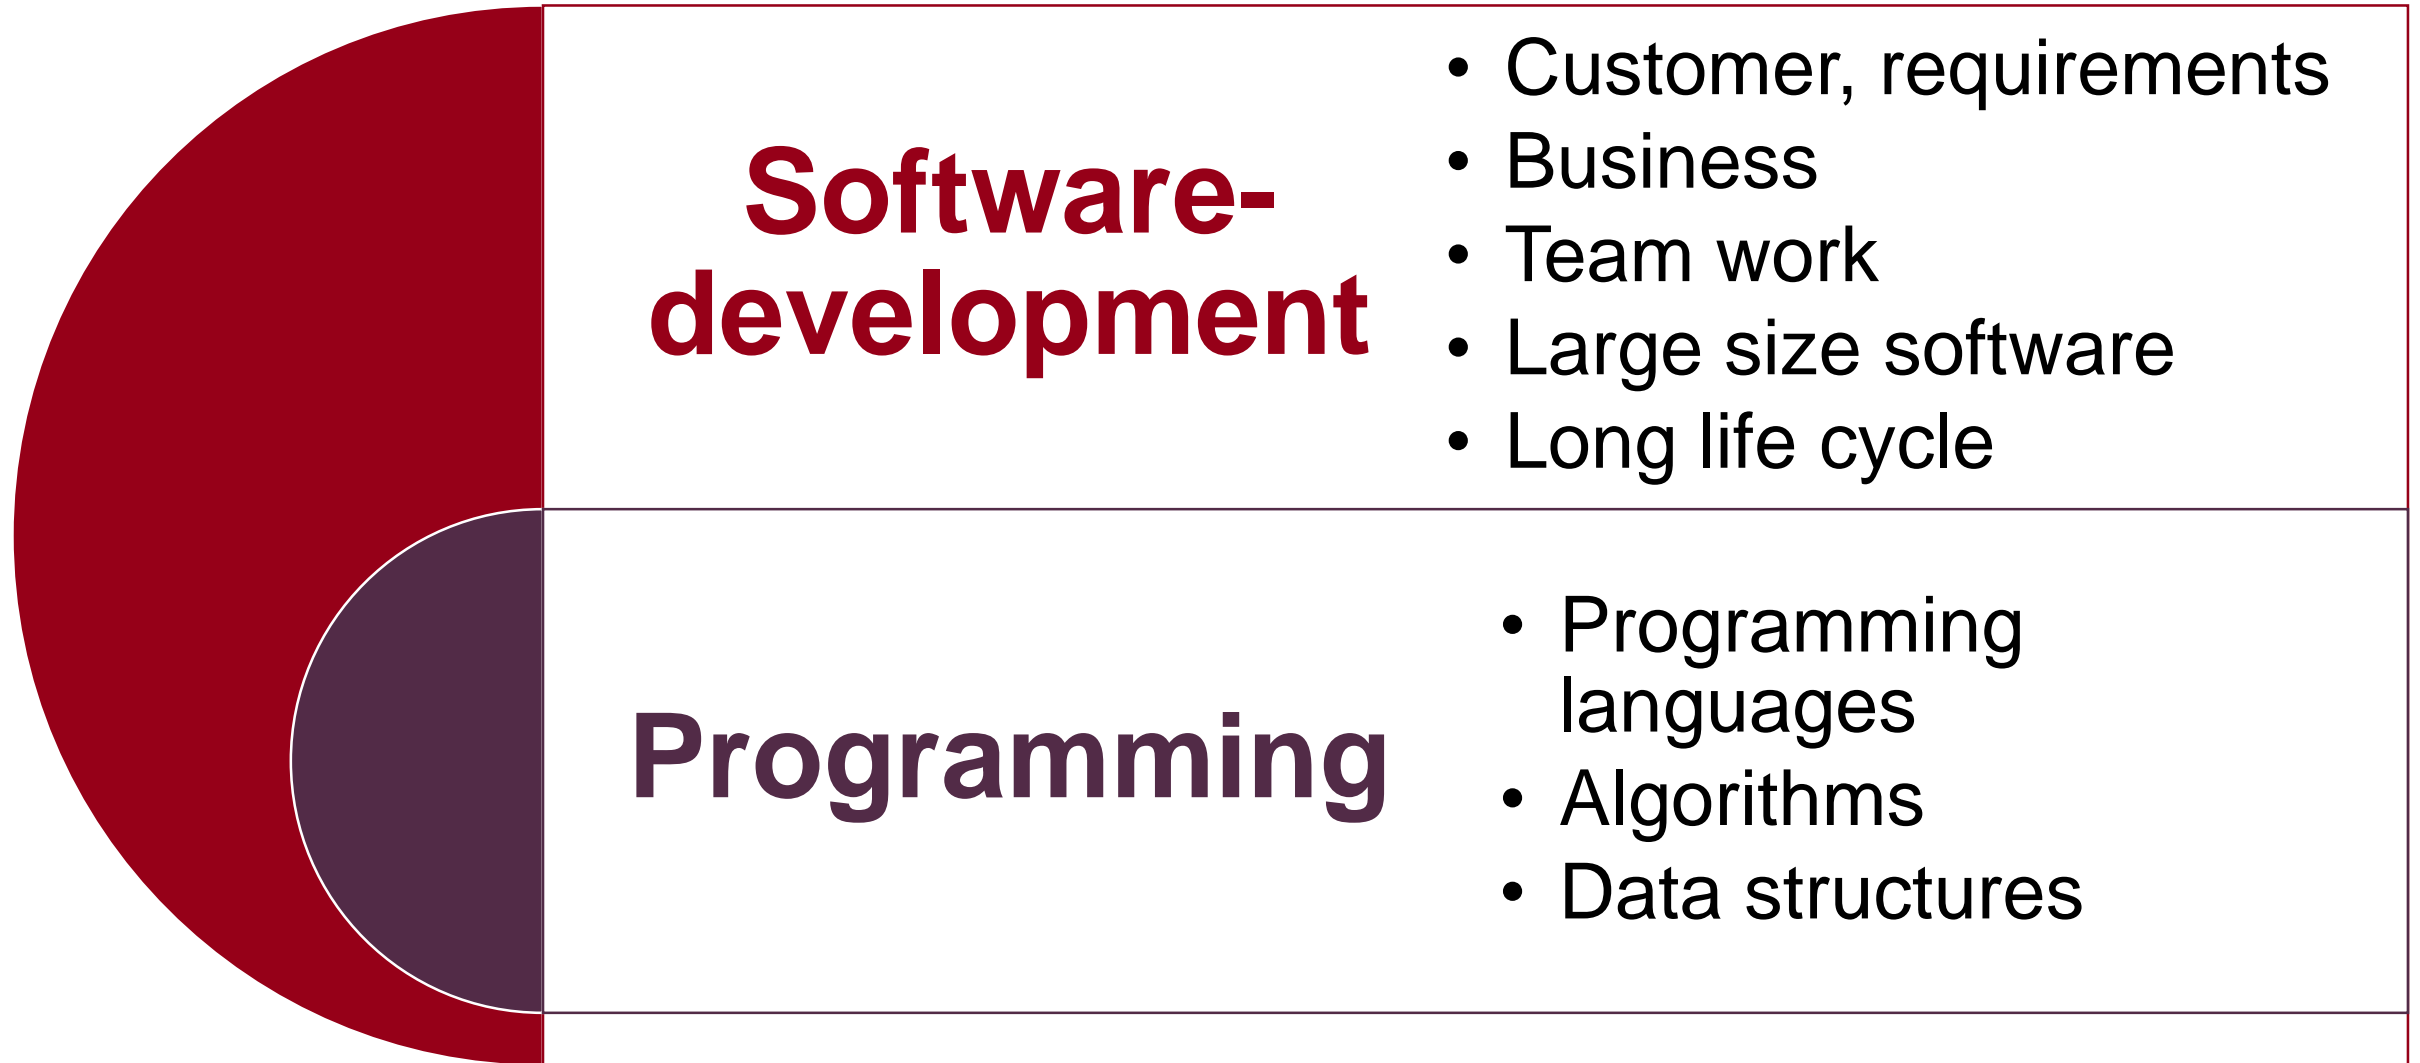 Software-
development
• Customer, requirements
• Business
• Team work
• Large size software
• Long life cycle
Programming
• Programming
languages
• Algorithms
• Data structures